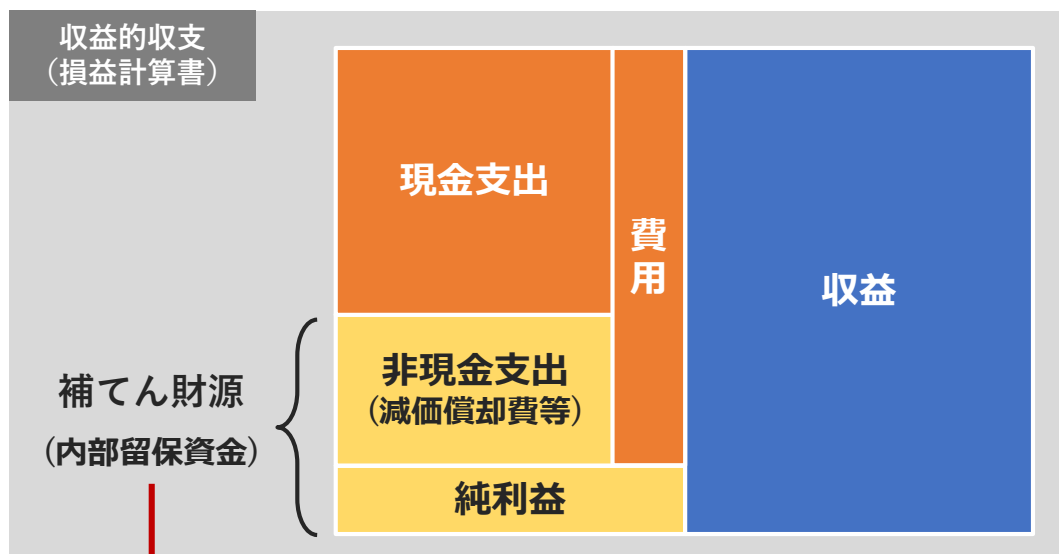 収益的収支
（損益計算書）
現金支出
費用
収益
非現金支出
（減価償却費等）
補てん財源
（内部留保資金）
純利益